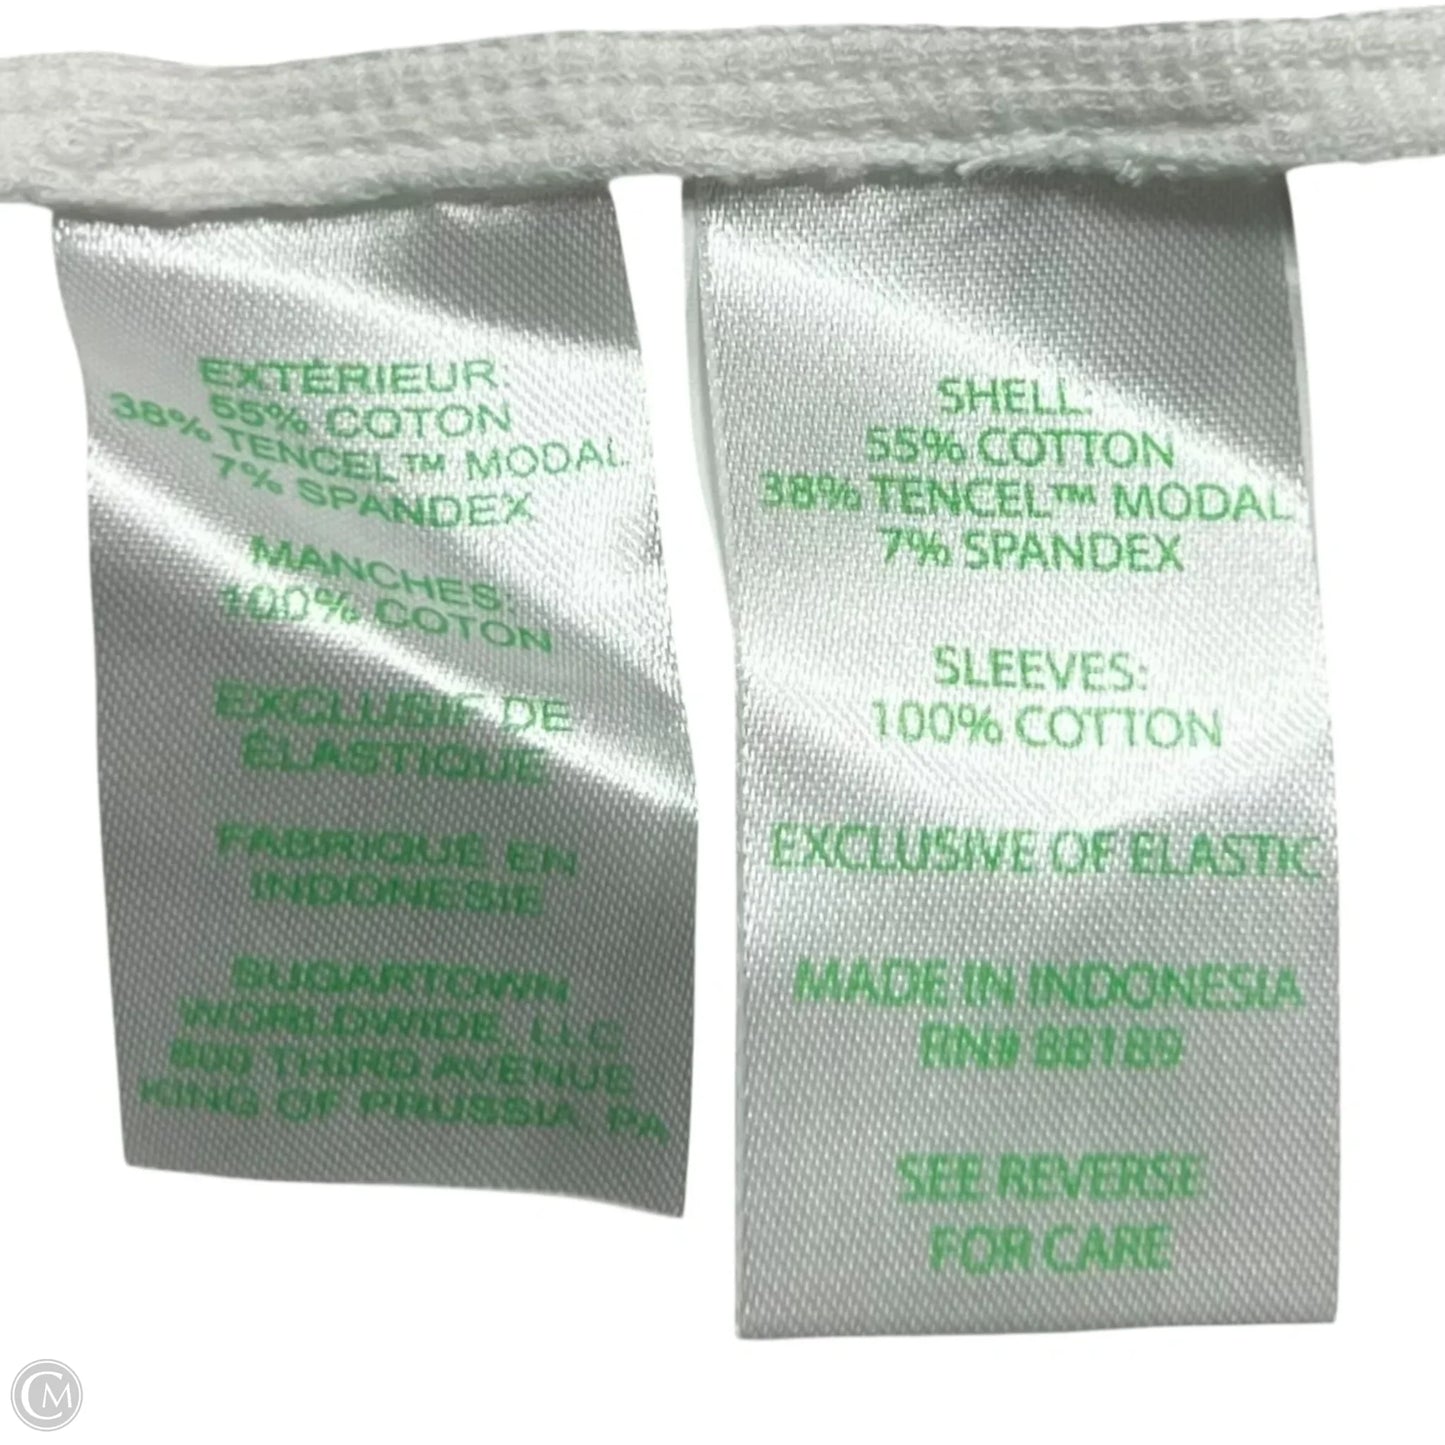 EXTÉRIEUR:
55% COTON
38% TENCEL™ MODAL
7% SPANDEX
MANCHES:
100% COTON
EXCLUSIF DE
ÉLASTIQUE
FABRIQUÉ EN
INDONESIE
SUGARTOWN
WORLDWIDE, LLC
800 THIRD AVENUE
KING OF PRUSSIA, PA
SHELL:
55% COTTON
38% TENCEL™ MODAL
7% SPANDEX
SLEEVES:
100% COTTON
EXCLUSIVE OF ELASTIC
MADE IN INDONESIA
RN# 88189
SEE REVERSE
FOR CARE
CM